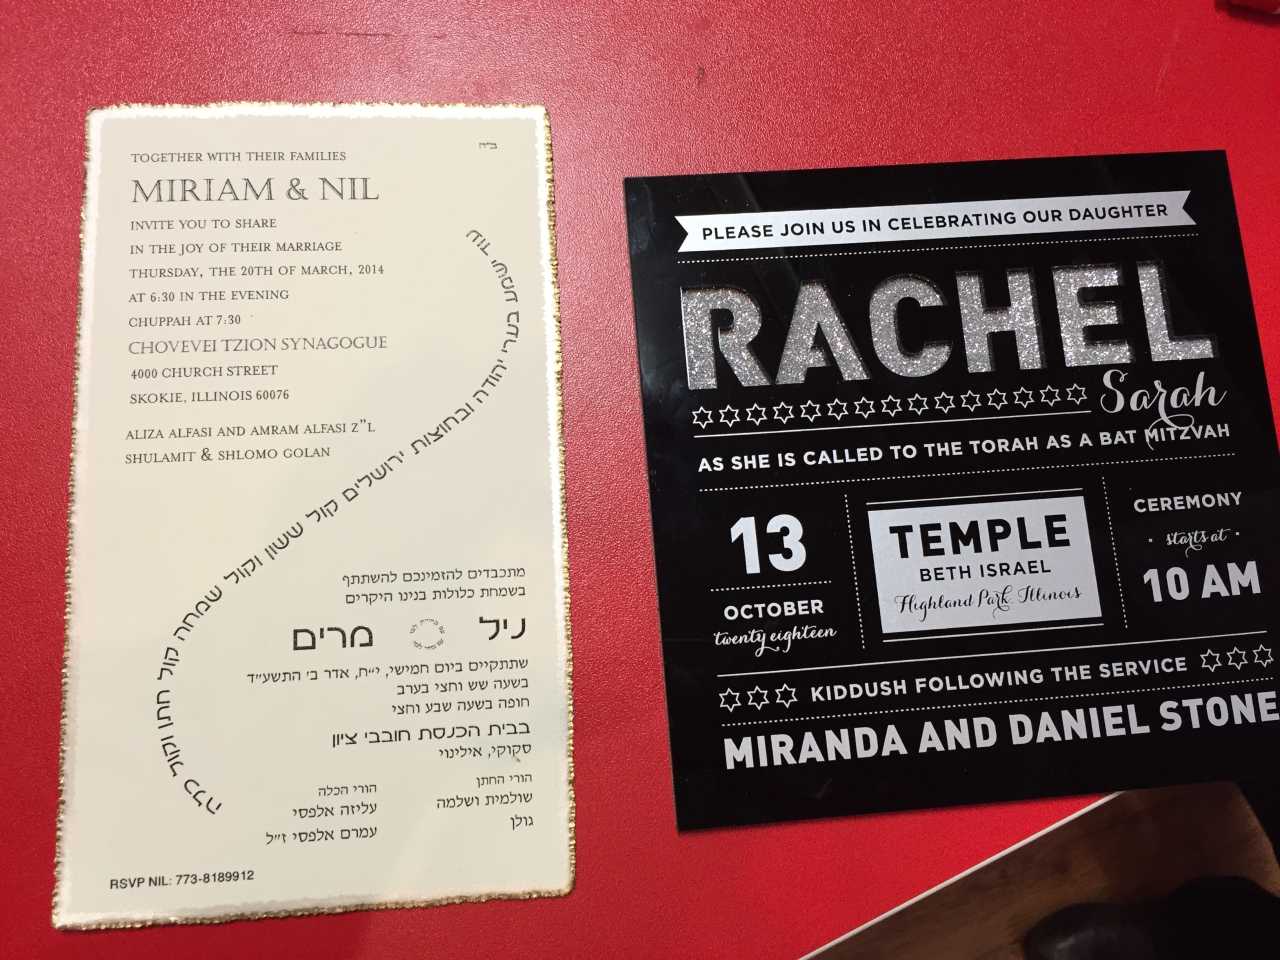 ב"ה
TOGETHER WITH THEIR FAMILIES
MIRIAM & NIL
INVITE YOU TO SHARE
IN THE JOY OF THEIR MARRIAGE
THURSDAY, THE 20TH OF MARCH, 2014
AT 6:30 IN THE EVENING
CHUPPAH AT 7:30
CHOVEVEI TZION SYNAGOGUE
4000 CHURCH STREET
SKOKIE, ILLINOIS 60076
ALIZA ALFASI AND AMRAM ALFASI Z"L
SHULAMIT & SHLOMO GOLAN
עוד ישמע בערי יהודה ובחוצות ירושלים קול ששון וקול שמחה קול חתן וקול כלה
מתכבדים להזמינכם להשתתף
בשמחת כלולות בנינו היקרים
ניל מרים
שתתקיים ביום חמישי, י"ח, אדר ב' התשע"ד
בשעה שש וחצי בערב
חופה בשעה שבע וחצי
בבית הכנסת חובבי ציון
סקוקי, אילינוי
הורי החתן
שולמית ושלמה
גולן
הורי הכלה
עליזה אלפסי
עמרם אלפסי ז"ל
RSVP NIL: 773-8189912
PLEASE JOIN US IN CELEBRATING OUR DAUGHTER
RACHEL
Sarah
AS SHE IS CALLED TO THE TORAH AS A BAT MITZVAH
13
OCTOBER
twenty eighteen
TEMPLE
BETH ISRAEL
Highland Park, Illinois
CEREMONY
starts at
10 AM
KIDDUSH FOLLOWING THE SERVICE
MIRANDA AND DANIEL STONE